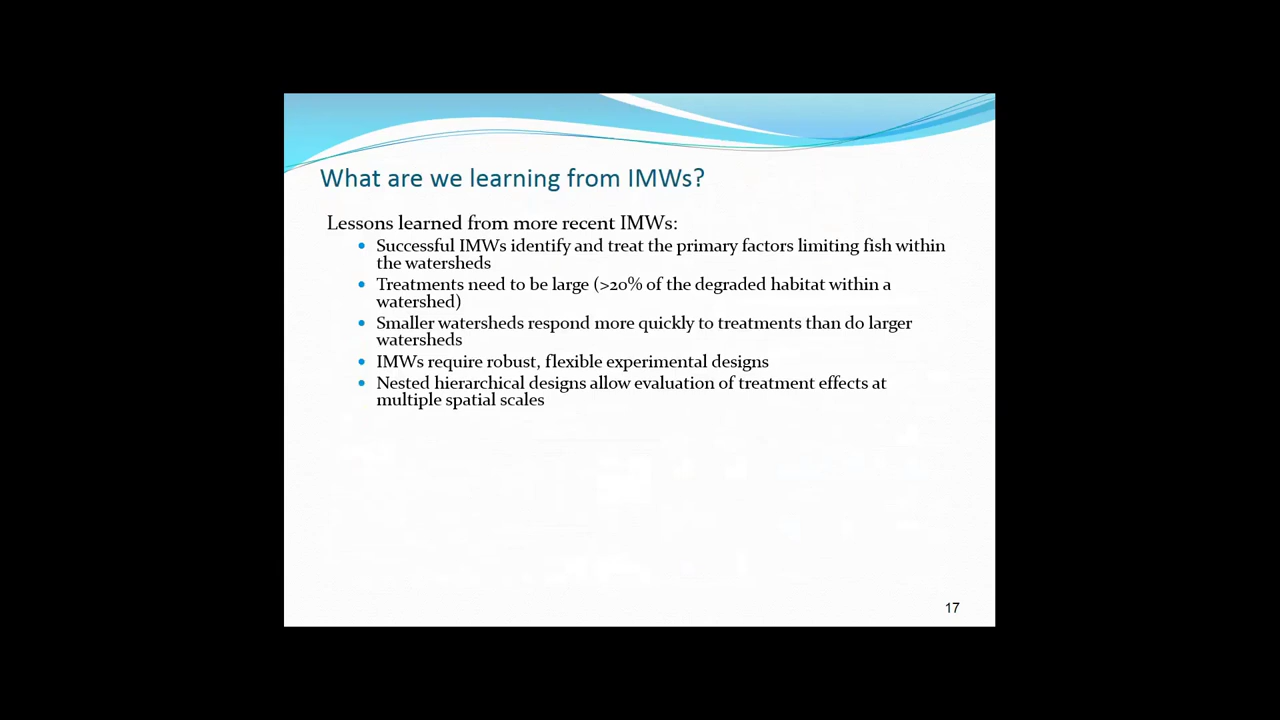 What are we learning from IMWs?
Lessons learned from more recent IMWs:
• Successful IMWs identify and treat the primary factors limiting fish within
the watersheds
• Treatments need to be large (>20% of the degraded habitat within a
watershed)
• Smaller watersheds respond more quickly to treatments than do larger
watersheds
• IMWs require robust, flexible experimental designs
• Nested hierarchical designs allow evaluation of treatment effects at
multiple spatial scales
17